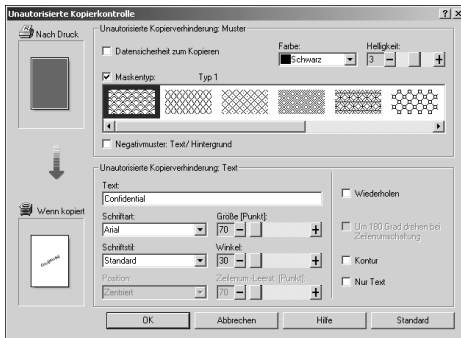 Unautorisierte Kopierkontrolle
Nach Druck
Unautorisierte Kopierverhinderung: Muster
Datensicherheit zum Kopieren
Farbe:
Schwarz
Helligkeit:
3
Maskentyp: Typ 1
Negativmuster: Text/ Hintergrund
Wenn kopiert
Unautorisierte Kopierverhinderung: Text
Text:
Confidential
Schriftart:
Arial
Größe [Punkt]:
70
Schriftstil:
Standard
Winkel:
30
Position:
Zentriert
Zeilenum.-Leerst. [Punkt]:
70
Wiederholen
Um 180 Grad drehen bei
Zeilenumschaltung
Kontur
Nur Text
OK Abbrechen Hilfe Standard